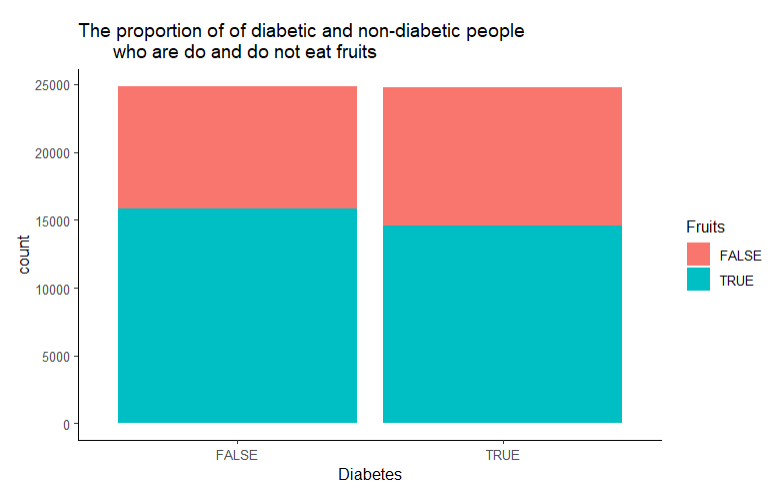 The proportion of of diabetic and non-diabetic people
who are do and do not eat fruits
25000
20000
15000
10000
5000
0
count
FALSE
TRUE
Diabetes
Fruits
FALSE
TRUE